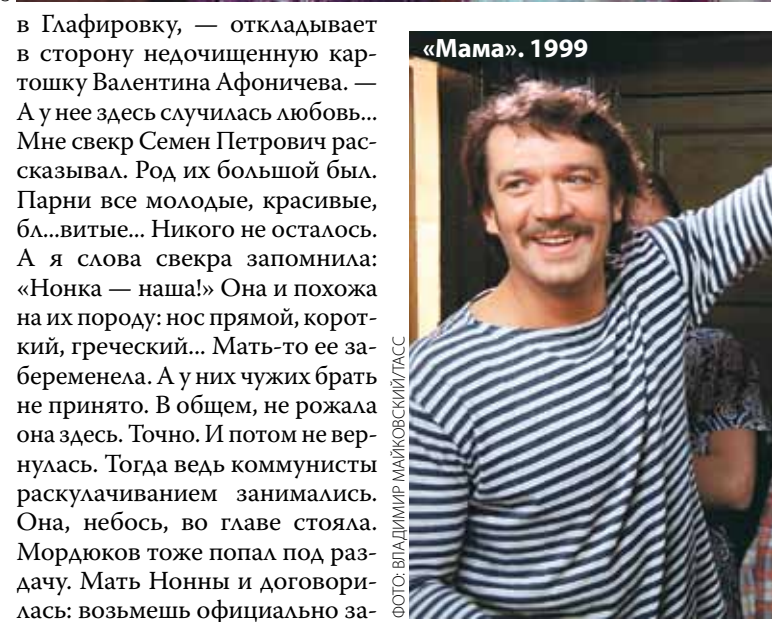 в Глафировку, — откладывает
в сторону недочищенную кар-
тошку Валентина Афоничева. —
А у нее здесь случилась любовь...
Мне свекр Семен Петрович рас-
сказывал. Род их большой был.
Парни все молодые, красивые,
бл...витые... Никого не осталось.
А я слова свекра запомнила:
«Нонка — наша!» Она и похожа
на их породу: нос прямой, корот-
кий, греческий... Мать-то ее за-
беременела. А у них чужих брать
не принято. В общем, не рожала
она здесь. Точно. И потом не вер-
нулась. Тогда ведь коммунисты
раскулачиванием занимались.
Она, небось, во главе стояла.
Мордюков тоже попал под раз-
дачу. Мать Нонны и договори-
лась: возьмешь официально за-
«Мама». 1999
ФОТО: ВЛАДИМИР МАЙКОВСКИЙ/ТАСС